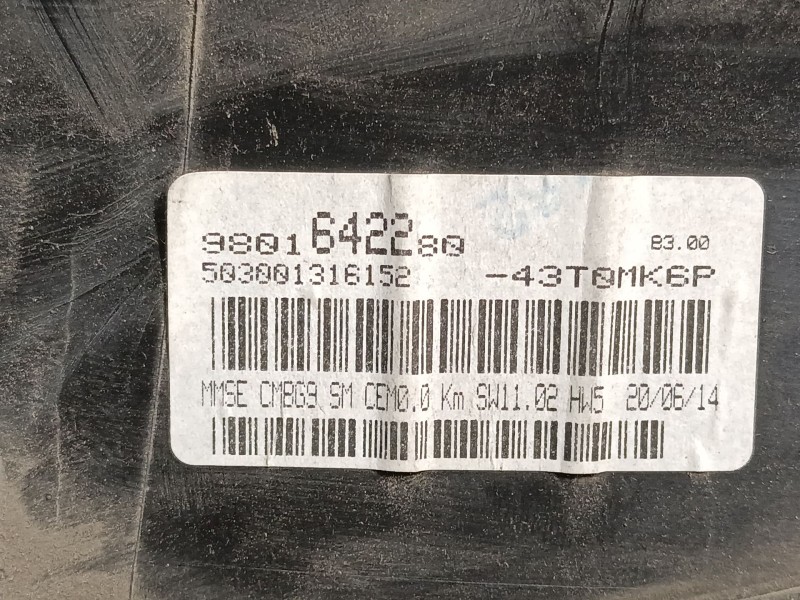 9801642280 83.00
503001316152 -43T0MK6P
MMSE CMBG9 SM CEM0.0 Km SW11.02 HW5 20/06/14